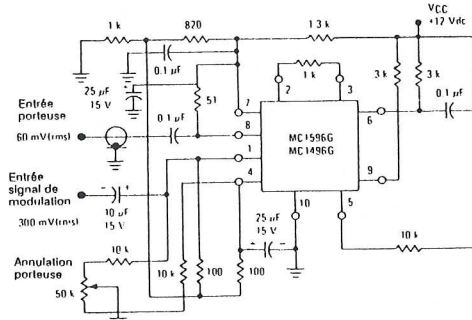 1 k
820
1.3 k
VCC
+12 Vdc
0.1 µF
25 µF
15 V
51
1 k
2
3
3 k
3 k
Entrée
porteuse
0.1 µF
7
8
MC1596G
MC1496G
6
0.1 µF
60 mV(rms)
1
Entrée
signal de
modulation
4
9
10
5
300 mV(rms)
10 µF
15 V
25 µF
15 V
10 k
10 k
10 k
100
100
Annulation
porteuse
50 k